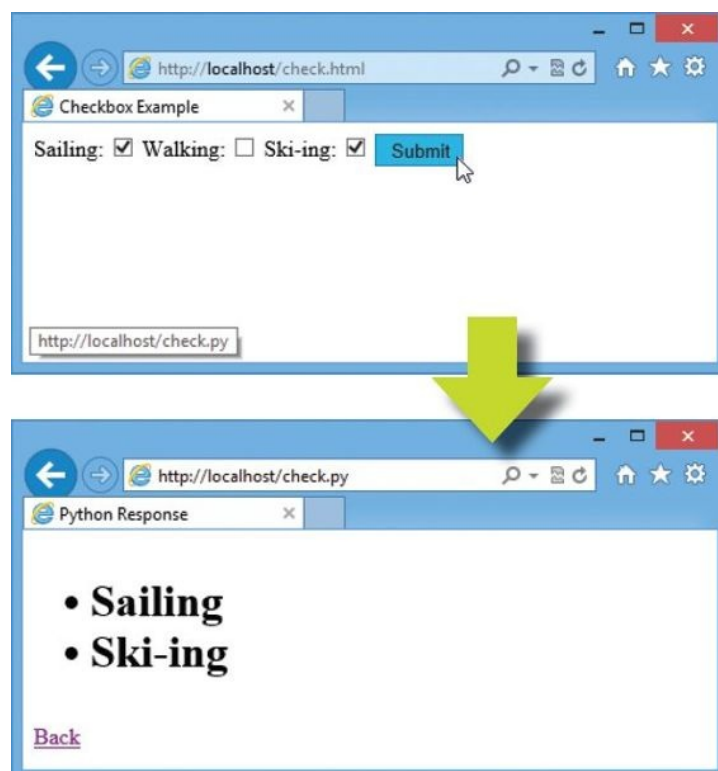 http://localhost/check.html
Checkbox Example
Sailing: Walking: Ski-ing: Submit
http://localhost/check.py
http://localhost/check.py
Python Response
• Sailing
• Ski-ing
Back